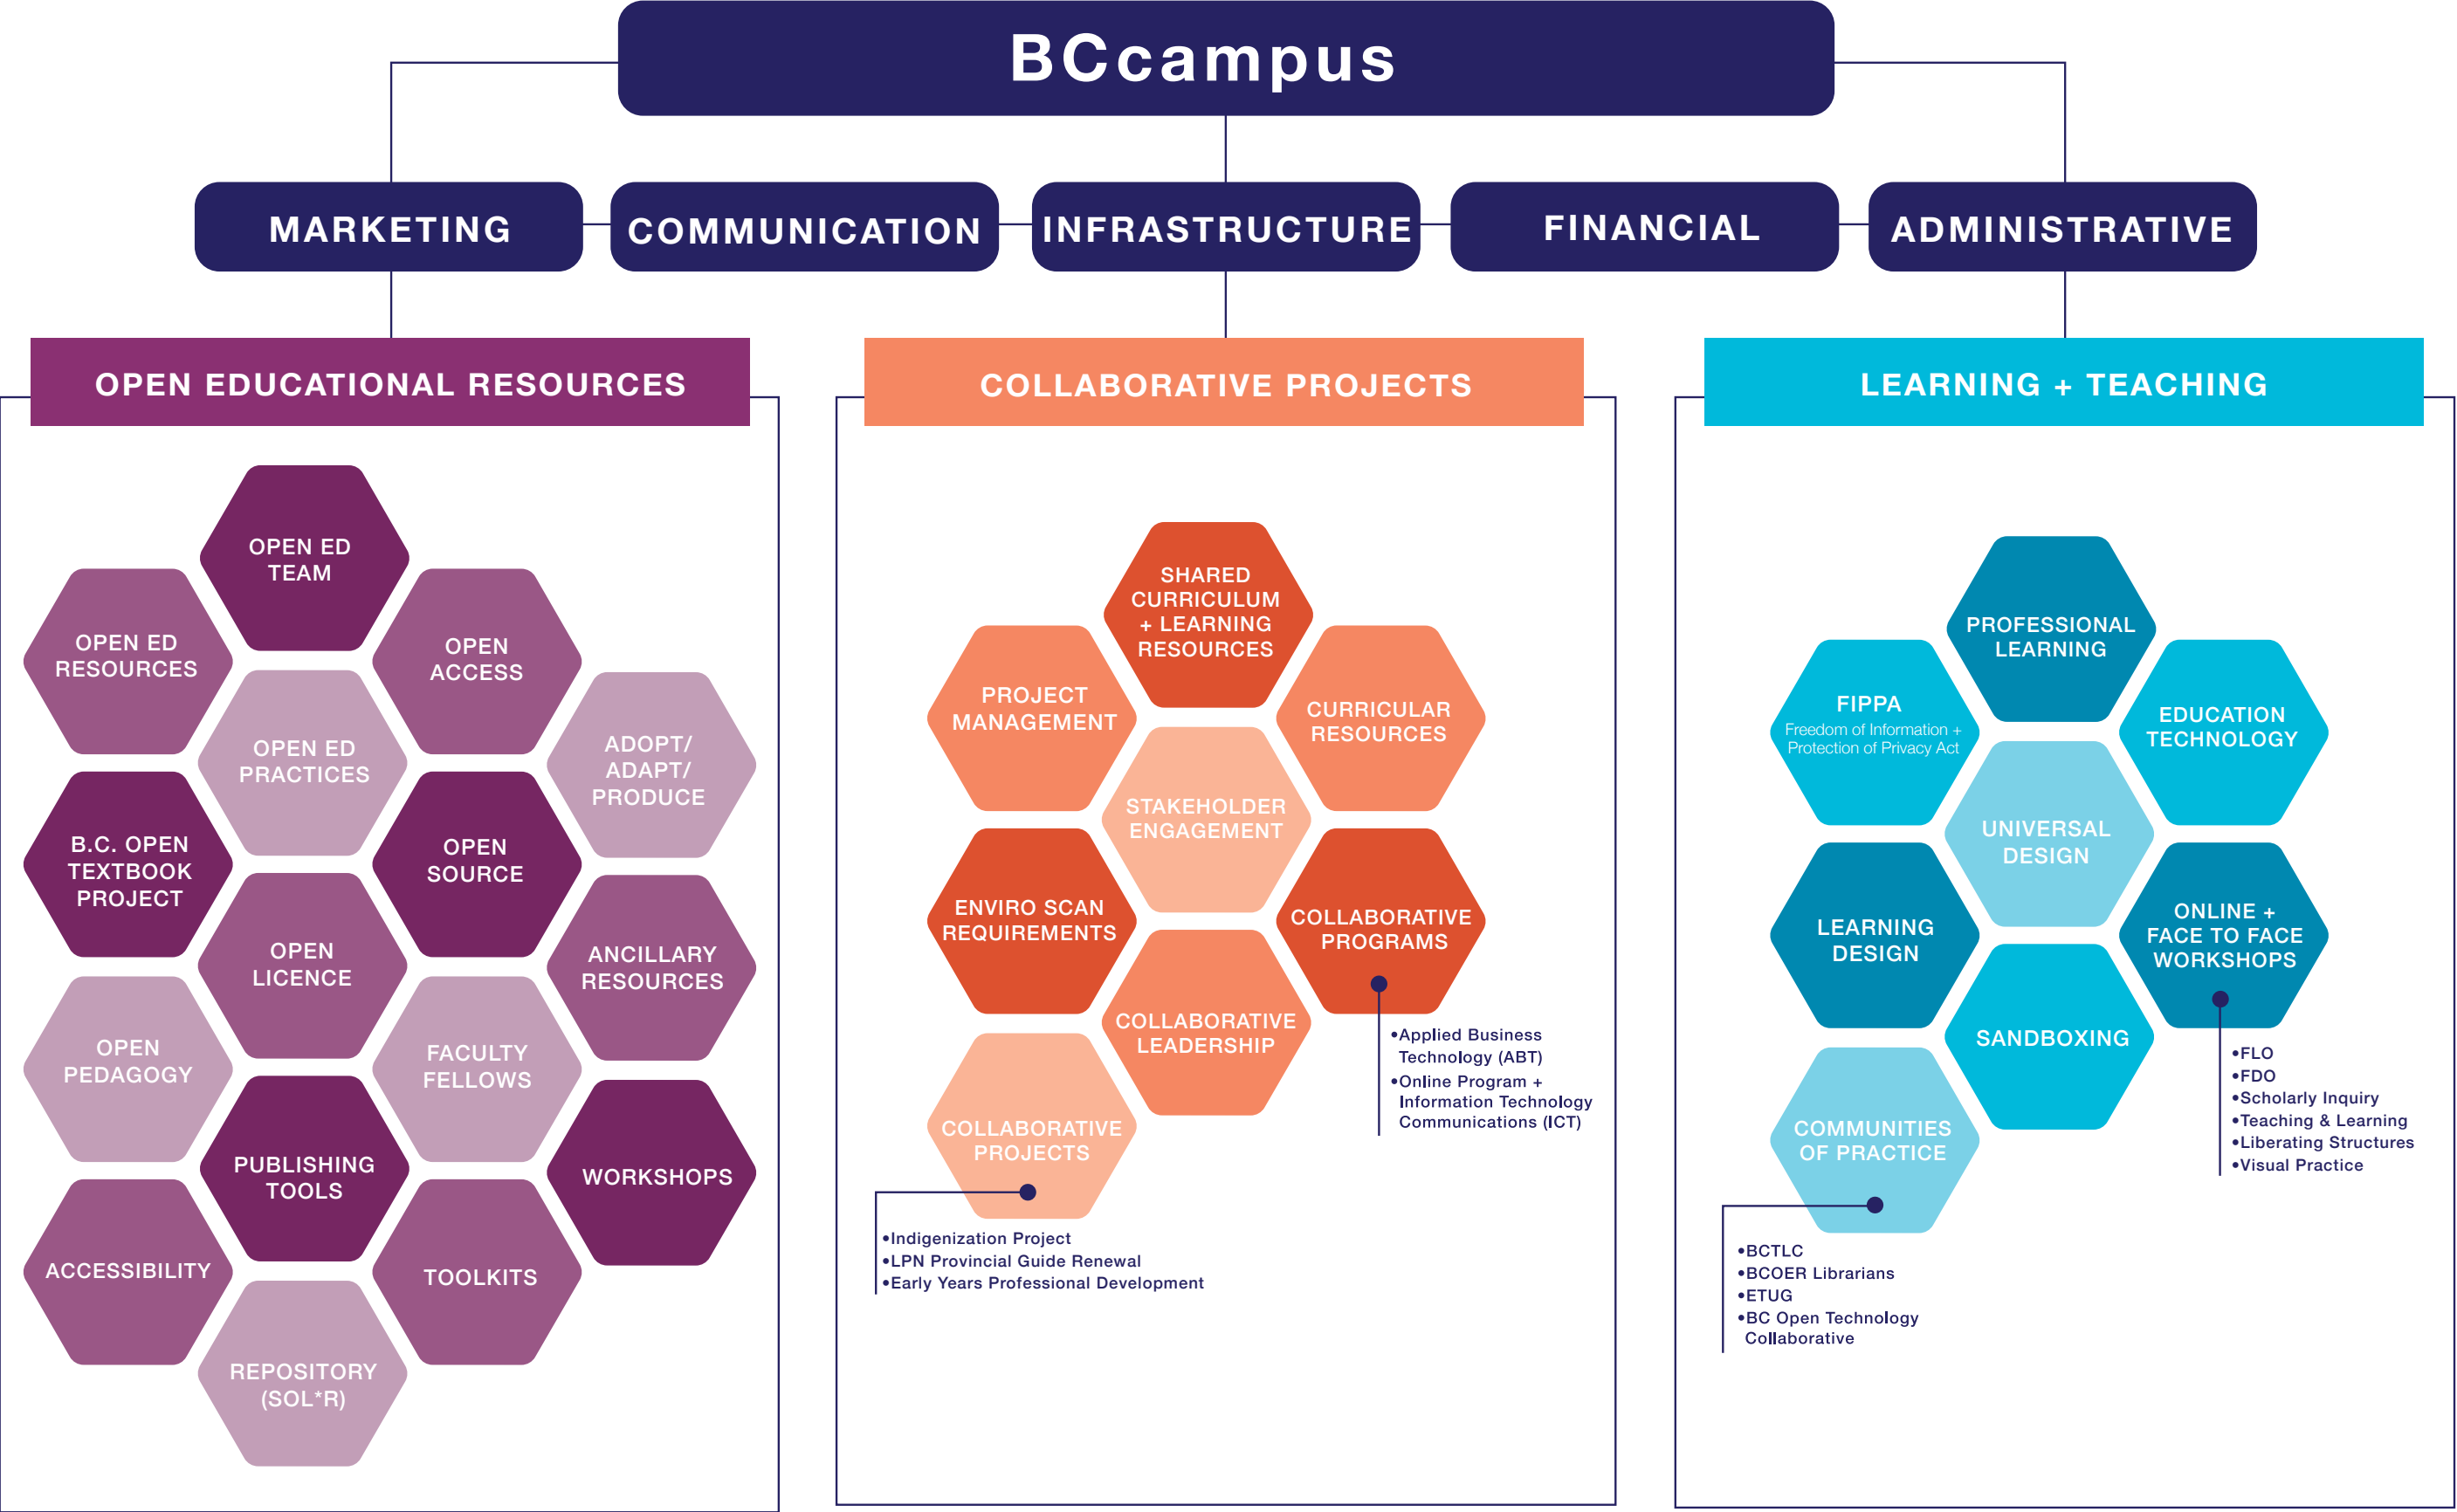 BCcampus
MARKETING
COMMUNICATION
INFRASTRUCTURE
FINANCIAL
ADMINISTRATIVE
OPEN EDUCATIONAL RESOURCES
OPEN ED
TEAM
OPEN ED
RESOURCES
OPEN
ACCESS
OPEN ED
PRACTICES
ADOPT/
ADAPT/
PRODUCE
B.C. OPEN
TEXTBOOK
PROJECT
OPEN
SOURCE
OPEN
LICENCE
ANCILLARY
RESOURCES
OPEN
PEDAGOGY
FACULTY
FELLOWS
PUBLISHING
TOOLS
WORKSHOPS
ACCESSIBILITY
TOOLKITS
REPOSITORY
(SOL*R)
COLLABORATIVE PROJECTS
SHARED
CURRICULUM
+ LEARNING
RESOURCES
PROJECT
MANAGEMENT
CURRICULAR
RESOURCES
STAKEHOLDER
ENGAGEMENT
ENVIRO SCAN
REQUIREMENTS
COLLABORATIVE
PROGRAMS
•Applied Business
Technology (ABT)
•Online Program +
Information Technology
Communications (ICT)
COLLABORATIVE
LEADERSHIP
COLLABORATIVE
PROJECTS
•Indigenization Project
•LPN Provincial Guide Renewal
•Early Years Professional Development
LEARNING + TEACHING
PROFESSIONAL
LEARNING
FIPPA
Freedom of Information +
Protection of Privacy Act
EDUCATION
TECHNOLOGY
UNIVERSAL
DESIGN
LEARNING
DESIGN
ONLINE +
FACE TO FACE
WORKSHOPS
•FLO
•FDO
•Scholarly Inquiry
•Teaching & Learning
•Liberating Structures
•Visual Practice
SANDBOXING
COMMUNITIES
OF PRACTICE
•BCTLC
•BCOER Librarians
•ETUG
•BC Open Technology
Collaborative